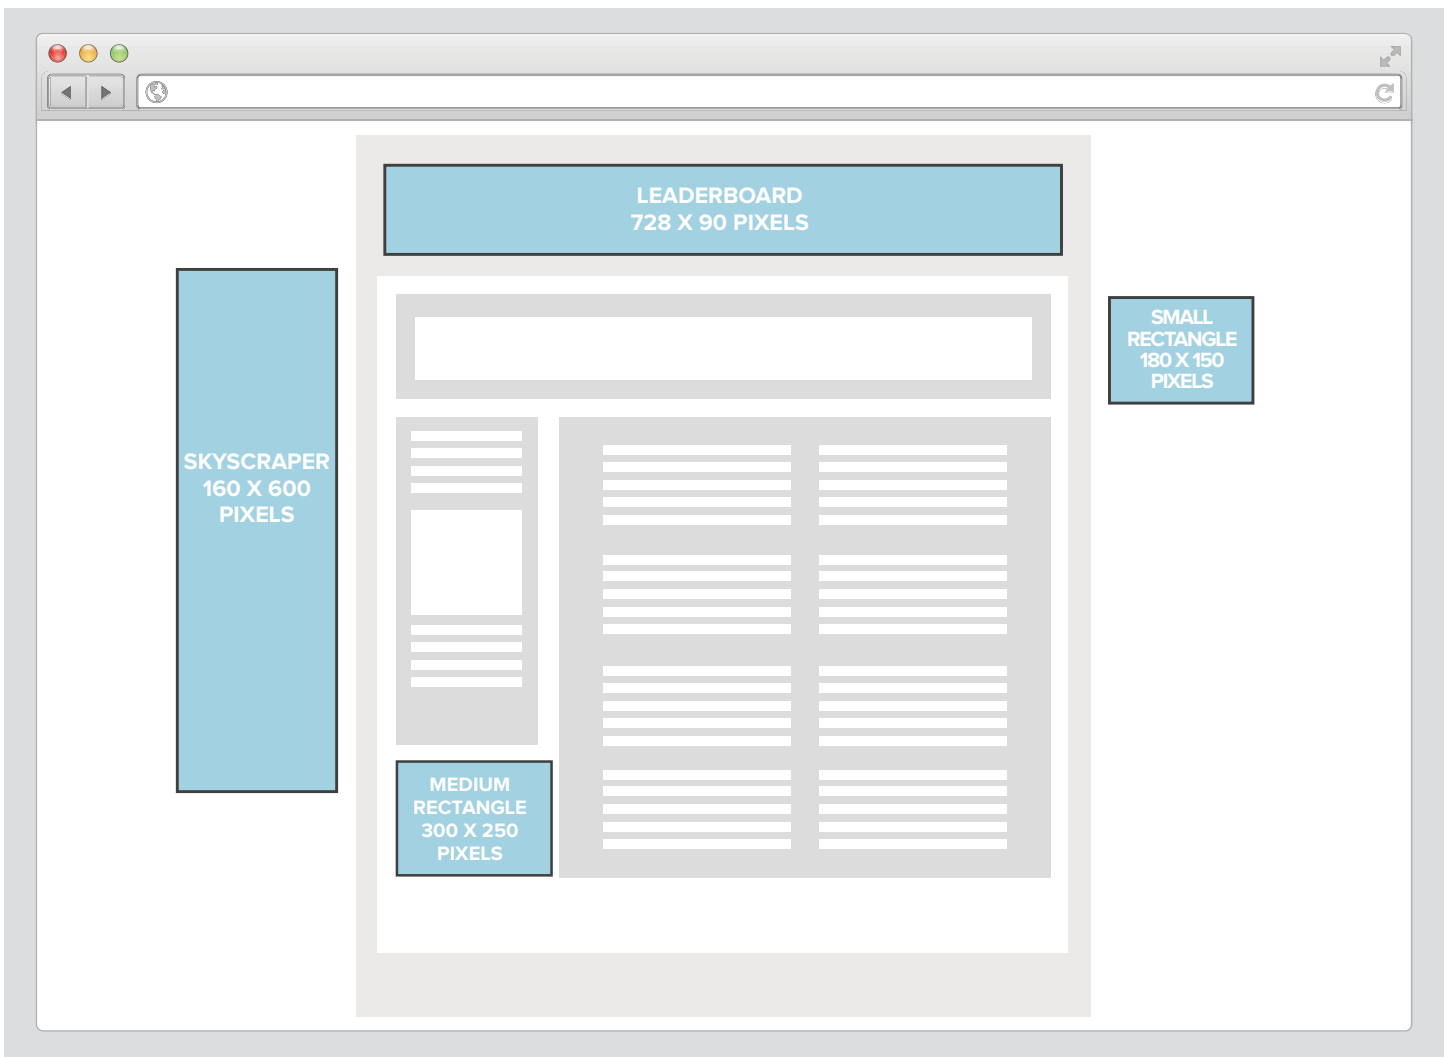 LEADERBOARD
728 X 90 PIXELS
SKYSCRAPER
160 X 600
PIXELS
SMALL
RECTANGLE
180 X 150
PIXELS
MEDIUM
RECTANGLE
300 X 250
PIXELS